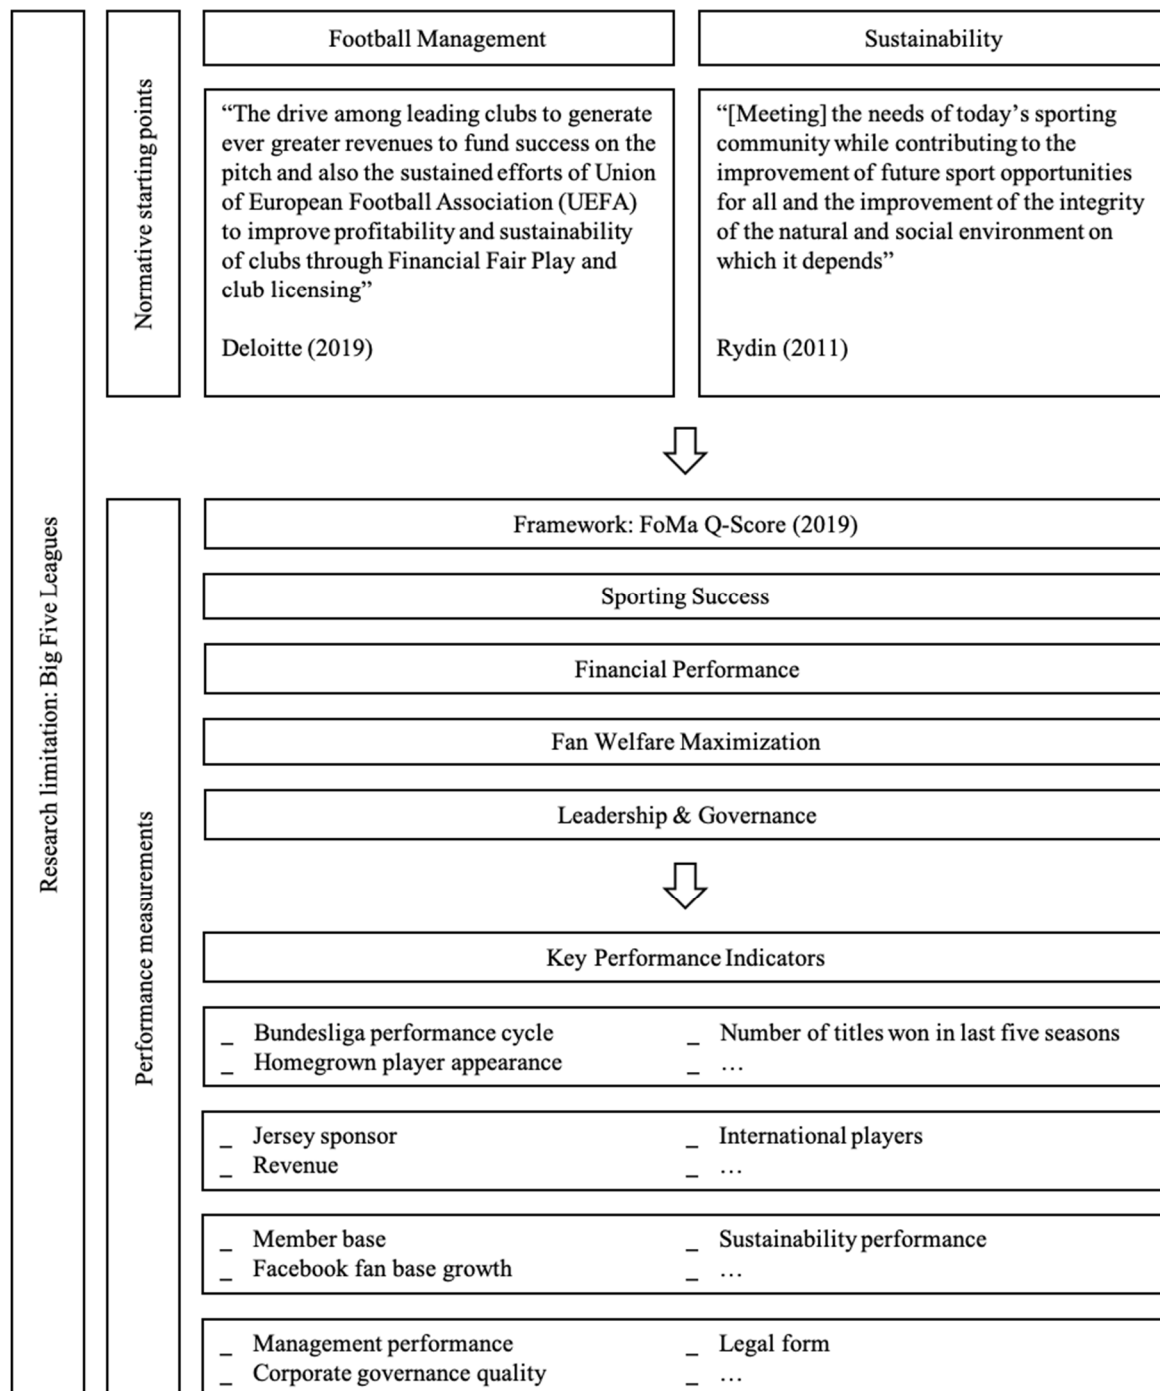 Research limitation: Big Five Leagues
Normative starting points
Football Management
Sustainability
“The drive among leading clubs to generate
ever greater revenues to fund success on the
pitch and also the sustained efforts of Union
of European Football Association (UEFA)
to improve profitability and sustainability
of clubs through Financial Fair Play and
club licensing”
Deloitte (2019)
“[Meeting] the needs of today’s sporting
community while contributing to the
improvement of future sport opportunities
for all and the improvement of the integrity
of the natural and social environment on
which it depends”
Rydin (2011)
Performance measurements
Framework: FoMa Q-Score (2019)
Sporting Success
Financial Performance
Fan Welfare Maximization
Leadership & Governance
Key Performance Indicators
_ Bundesliga performance cycle
_ Homegrown player appearance
_ Number of titles won in last five seasons
_ …
_ Jersey sponsor
_ Revenue
_ International players
_ …
_ Member base
_ Facebook fan base growth
_ Sustainability performance
_ …
_ Management performance
_ Corporate governance quality
_ Legal form
_ …